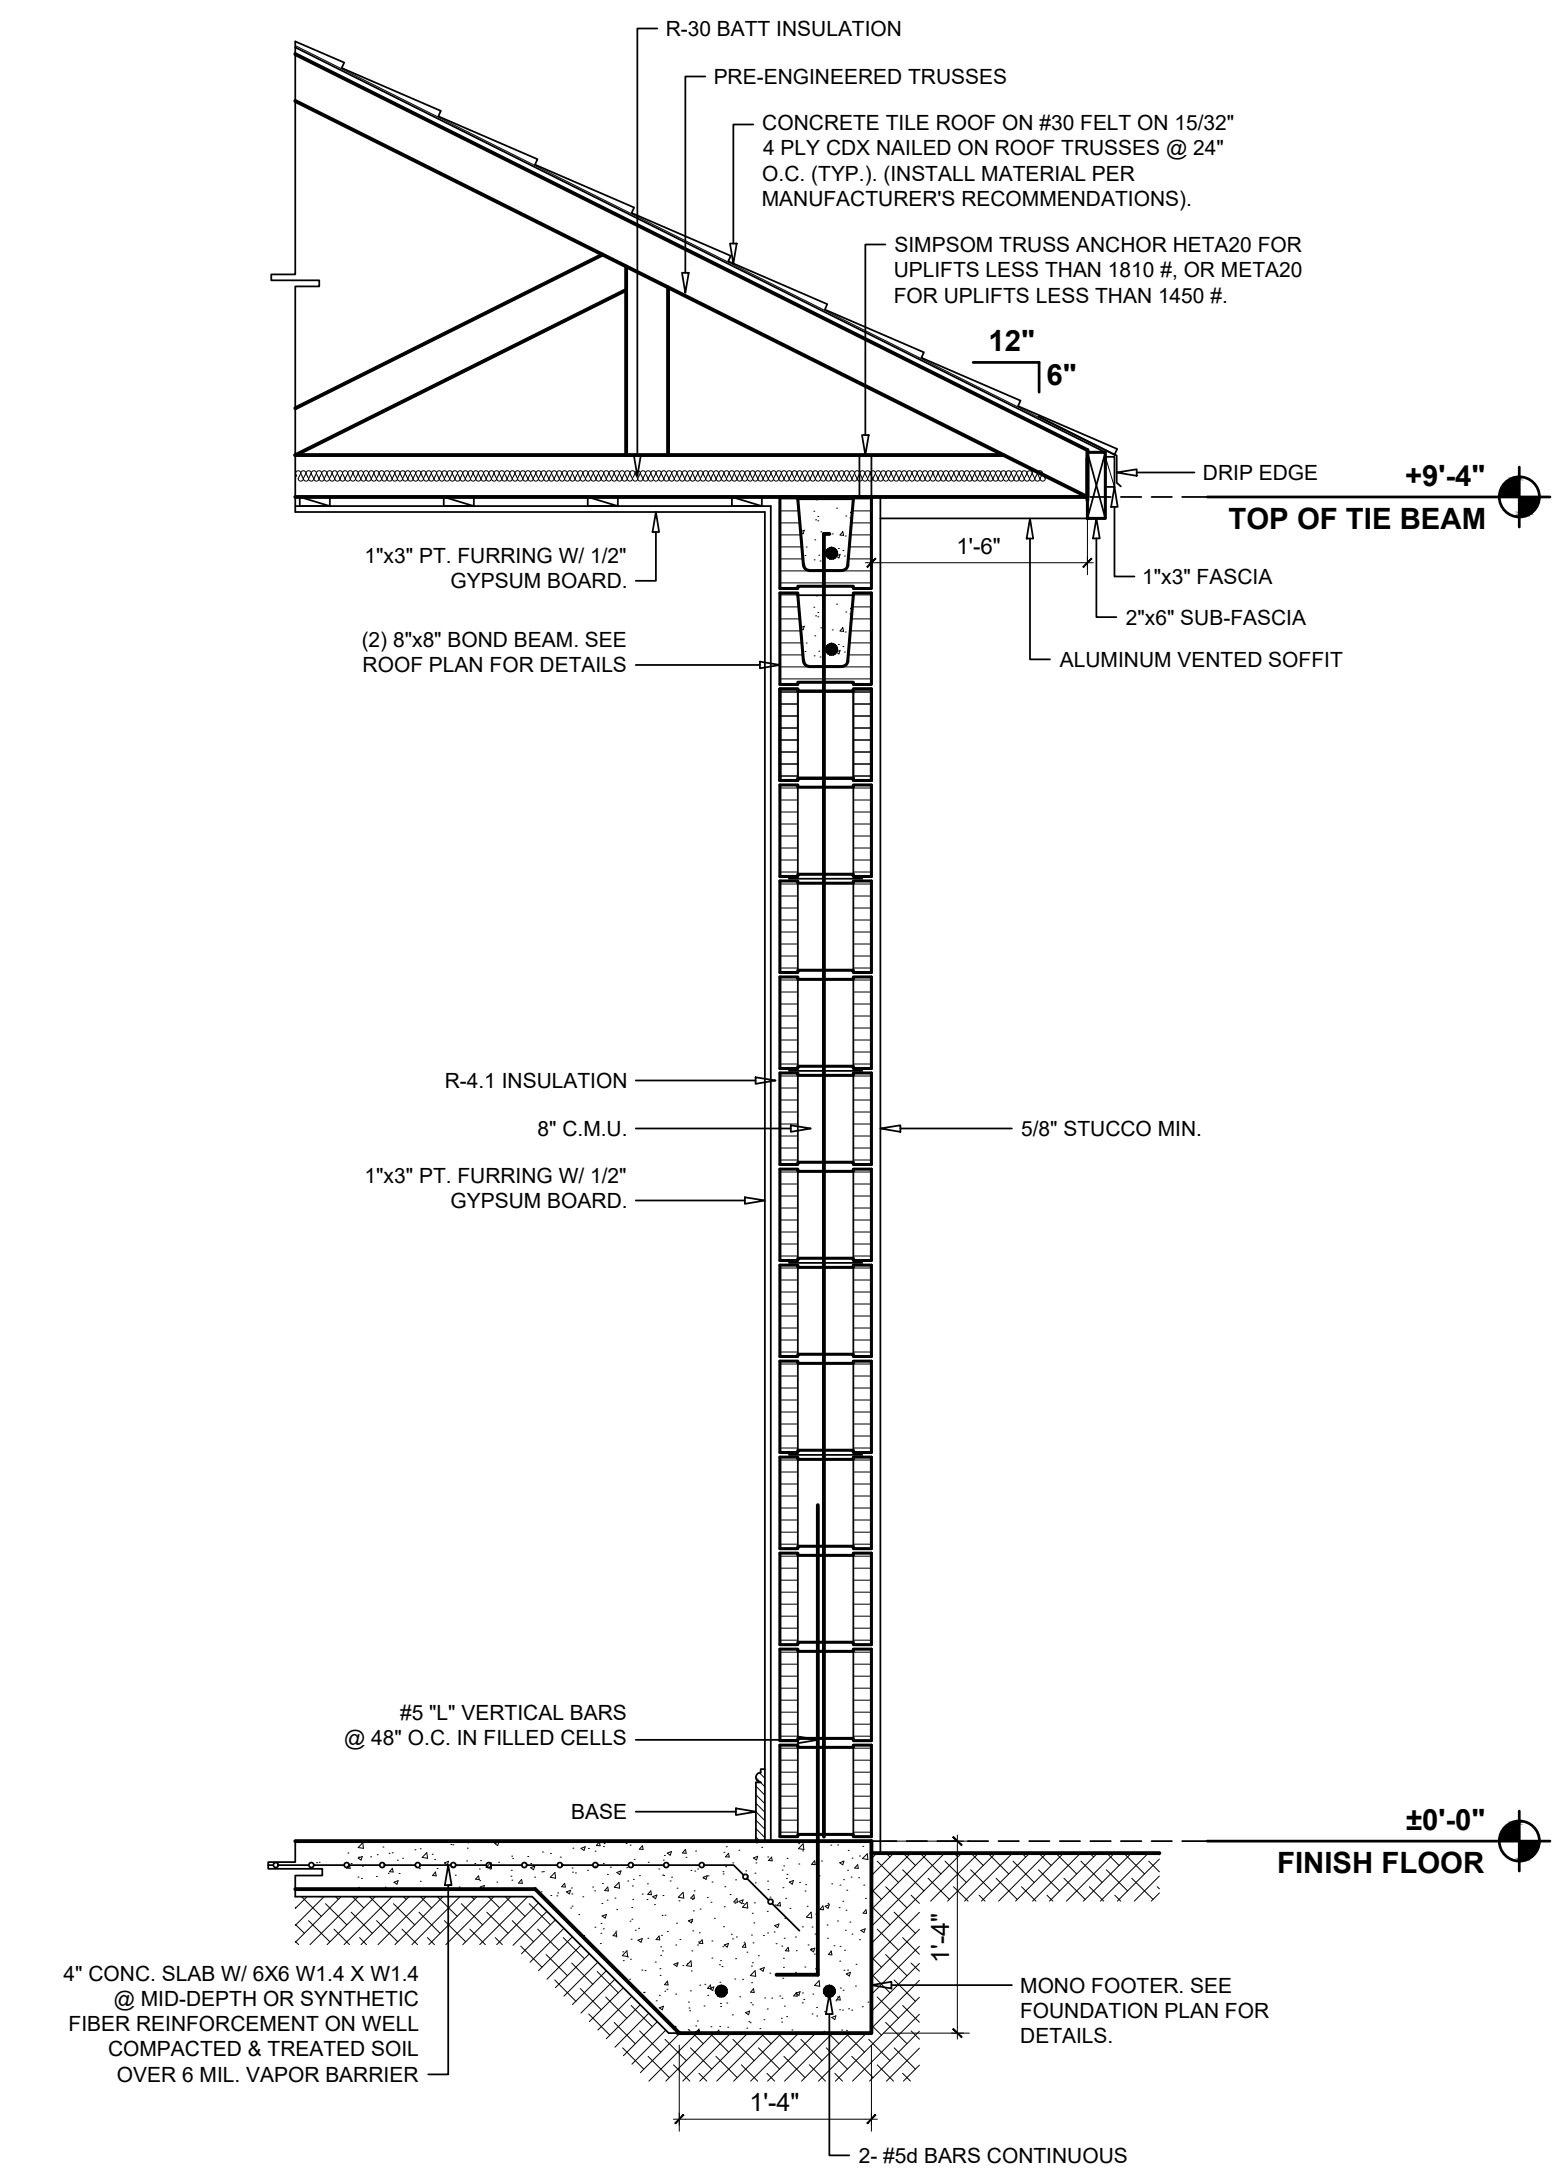 R-30 BATT INSULATION
PRE-ENGINEERED TRUSSES
CONCRETE TILE ROOF ON #30 FELT ON 15/32"
4 PLY CDX NAILED ON ROOF TRUSSES @ 24"
O.C. (TYP.). (INSTALL MATERIAL PER
MANUFACTURER'S RECOMMENDATIONS).
SIMPSOM TRUSS ANCHOR HETA20 FOR
UPLIFTS LESS THAN 1810 #, OR META20
FOR UPLIFTS LESS THAN 1450 #.
12"
6"
DRIP EDGE
+9'-4"
TOP OF TIE BEAM
1"x3" PT. FURRING W/ 1/2"
GYPSUM BOARD.
1'-6"
1"x3" FASCIA
2"x6" SUB-FASCIA
ALUMINUM VENTED SOFFIT
(2) 8"x8" BOND BEAM. SEE
ROOF PLAN FOR DETAILS
R-4.1 INSULATION
8" C.M.U.
5/8" STUCCO MIN.
1"x3" PT. FURRING W/ 1/2"
GYPSUM BOARD.
#5 "L" VERTICAL BARS
@ 48" O.C. IN FILLED CELLS
BASE
±0'-0"
FINISH FLOOR
1'-4"
4" CONC. SLAB W/ 6X6 W1.4 X W1.4
@ MID-DEPTH OR SYNTHETIC
FIBER REINFORCEMENT ON WELL
COMPACTED & TREATED SOIL
OVER 6 MIL. VAPOR BARRIER
MONO FOOTER. SEE
FOUNDATION PLAN FOR
DETAILS.
1'-4"
2- #5d BARS CONTINUOUS